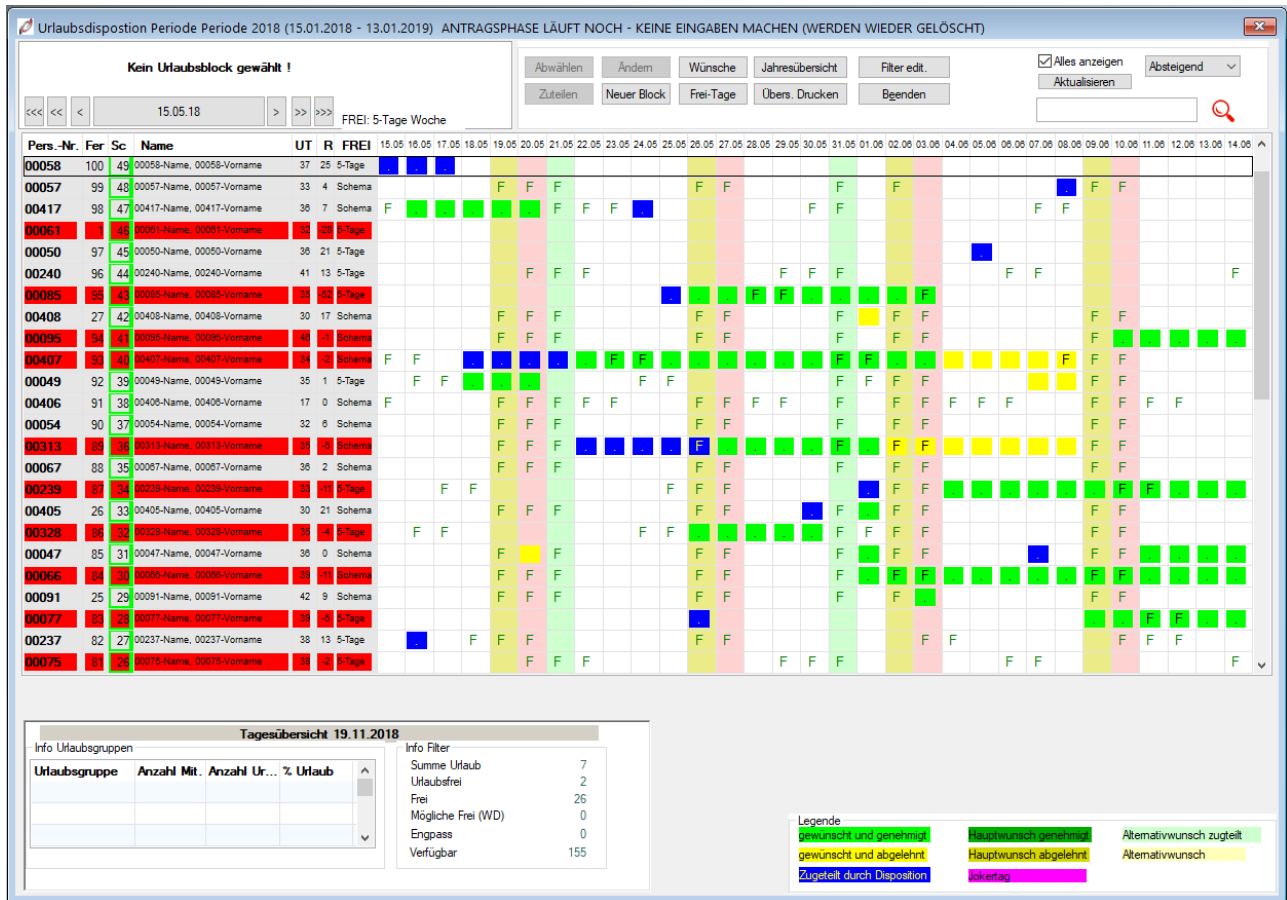 Urlaubsdispostion Periode Periode 2018 (15.01.2018 - 13.01.2019) ANTRAGSPHASE LÄUFT NOCH - KEINE EINGABEN MACHEN (WERDEN WIEDER GELÖSCHT)
Kein Urlaubsblock gewählt !
Abwählen Ändern Wünsche Jahresübersicht Filter edit. Alles anzeigen Absteigend
Zuteilen Neuer Block Frei-Tage Übers. Drucken Beenden Aktualisieren
<<< << < 15.05.18 > >> >>> FREI: 5-Tage Woche
Pers.-Nr. Fer Sc Name UT R FREI 15.05 16.05 17.05 18.05 19.05 20.05 21.05 22.05 23.05 24.05 25.05 26.05 27.05 28.05 29.05 30.05 31.05 01.06 02.06 03.06 04.06 05.06 06.06 07.06 08.06 09.06 10.06 11.06 12.06 13.06 14.06
00058 100 49 00058-Name, 00058-Vorname 37 25 5-Tage . . .
00057 99 48 00057-Name, 00057-Vorname 33 4 Schema F F F F F F F . F F
00417 98 47 00417-Name, 00417-Vorname 36 7 Schema F . . . . . F F F . F F F F
00061 1 46 00061-Name, 00061-Vorname 32 -28 5-Tage
00050 97 45 00050-Name, 00050-Vorname 36 21 5-Tage .
00240 96 44 00240-Name, 00240-Vorname 41 13 5-Tage F F F F F F F F F
00085 95 43 00085-Name, 00085-Vorname 35 -52 5-Tage . . . F F . . . . F
00408 27 42 00408-Name, 00408-Vorname 30 17 Schema F F F F F F F F F F
00095 94 41 00095-Name, 00095-Vorname 46 -1 Schema F F F F F F F F F . . . . .
00407 93 40 00407-Name, 00407-Vorname 34 -2 Schema F F . . . . . F F . . . . . . F F . . F F F
00049 92 39 00049-Name, 00049-Vorname 35 1 5-Tage F F . . . F F F F F F F F
00406 91 38 00406-Name, 00406-Vorname 17 0 Schema F F F F F F F F F F F F F F F F F F F F
00054 90 37 00054-Name, 00054-Vorname 32 6 Schema F F F F F F F F F F
00313 89 36 00313-Name, 00313-Vorname 35 -5 Schema F F F . . . . F . . . . F . F F F F
00067 88 35 00067-Name, 00067-Vorname 36 2 Schema F F F F F F F F F F
00239 87 34 00239-Name, 00239-Vorname 33 -11 5-Tage F F F F F . F F . . . . . . F F . . .
00405 26 33 00405-Name, 00405-Vorname 30 21 Schema F F F F F . F . F F F F
00328 86 32 00328-Name, 00328-Vorname 35 -4 5-Tage F F F F . . . . . F F F F F F
00047 85 31 00047-Name, 00047-Vorname 36 0 Schema F F F F F . F F . F F . . . .
00066 84 30 00066-Name, 00066-Vorname 39 -11 Schema F F F F F F . F F . . . . . F F . . . .
00091 25 29 00091-Name, 00091-Vorname 42 9 Schema F F F F F F F . F F
00077 83 28 00077-Name, 00077-Vorname 39 -5 5-Tage . . . F F . .
00237 82 27 00237-Name, 00237-Vorname 38 13 5-Tage . F F F F F F F F F F
00075 81 26 00075-Name, 00075-Vorname 38 -2 5-Tage F F F F F F F F F
Tagesübersicht 19.11.2018
Info Urlaubsgruppen
Urlaubsgruppe Anzahl Mit. Anzahl Ur... % Urlaub
Info Filter
Summe Urlaub 7
Urlaubsfrei 2
Frei 26
Mögliche Frei (WD) 0
Engpass 0
Verfügbar 155
Legende
gewünscht und genehmigt Hauptwunsch genehmigt Alternativwunsch zugteilt
gewünscht und abgelehnt Hauptwunsch abgelehnt Alternativwunsch
Zugeteilt durch Disposition Jokertag